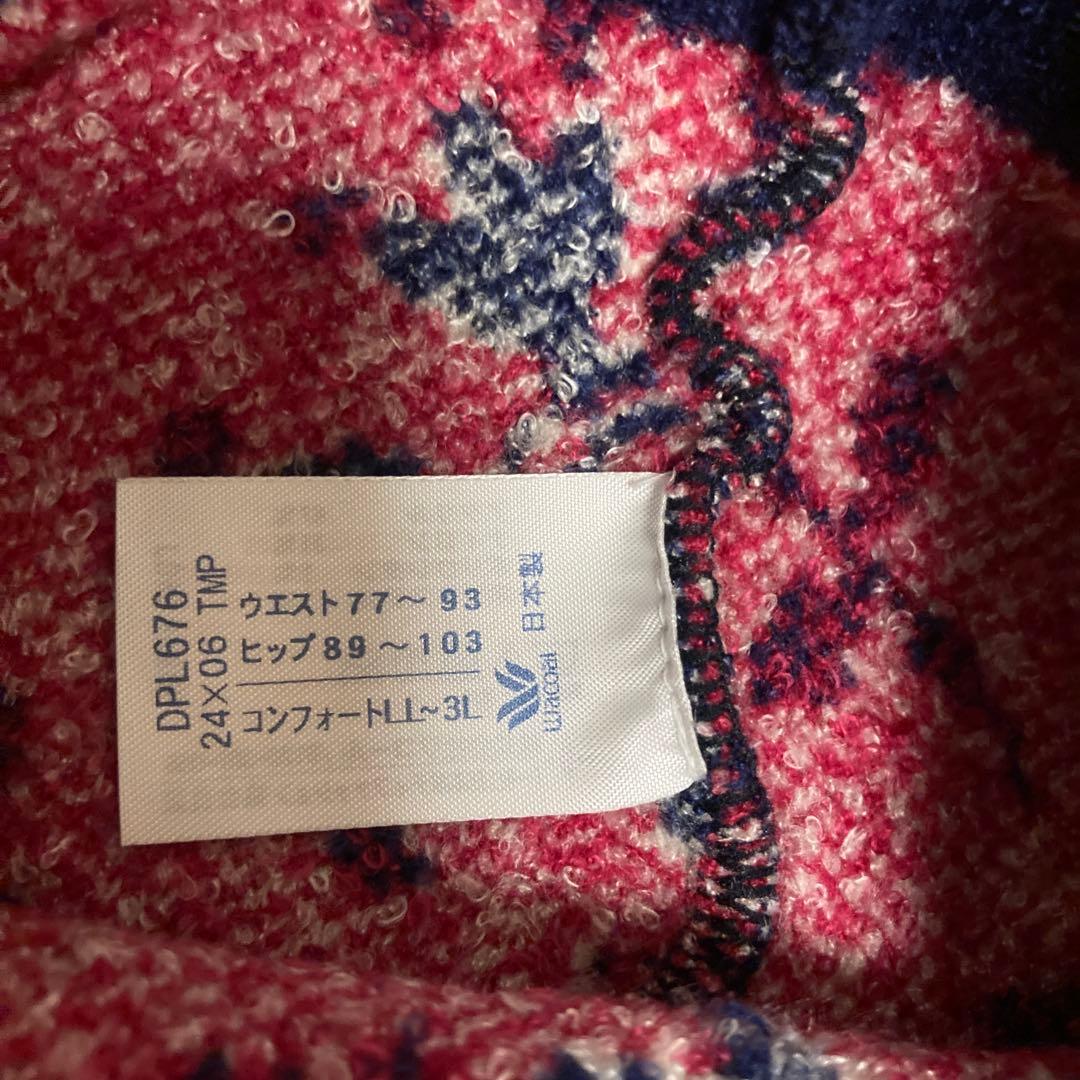 DPL676
24×06 TMP
ウエスト77～93
ヒップ89～103
コンフォートLL～3L
Wacoal 日本製